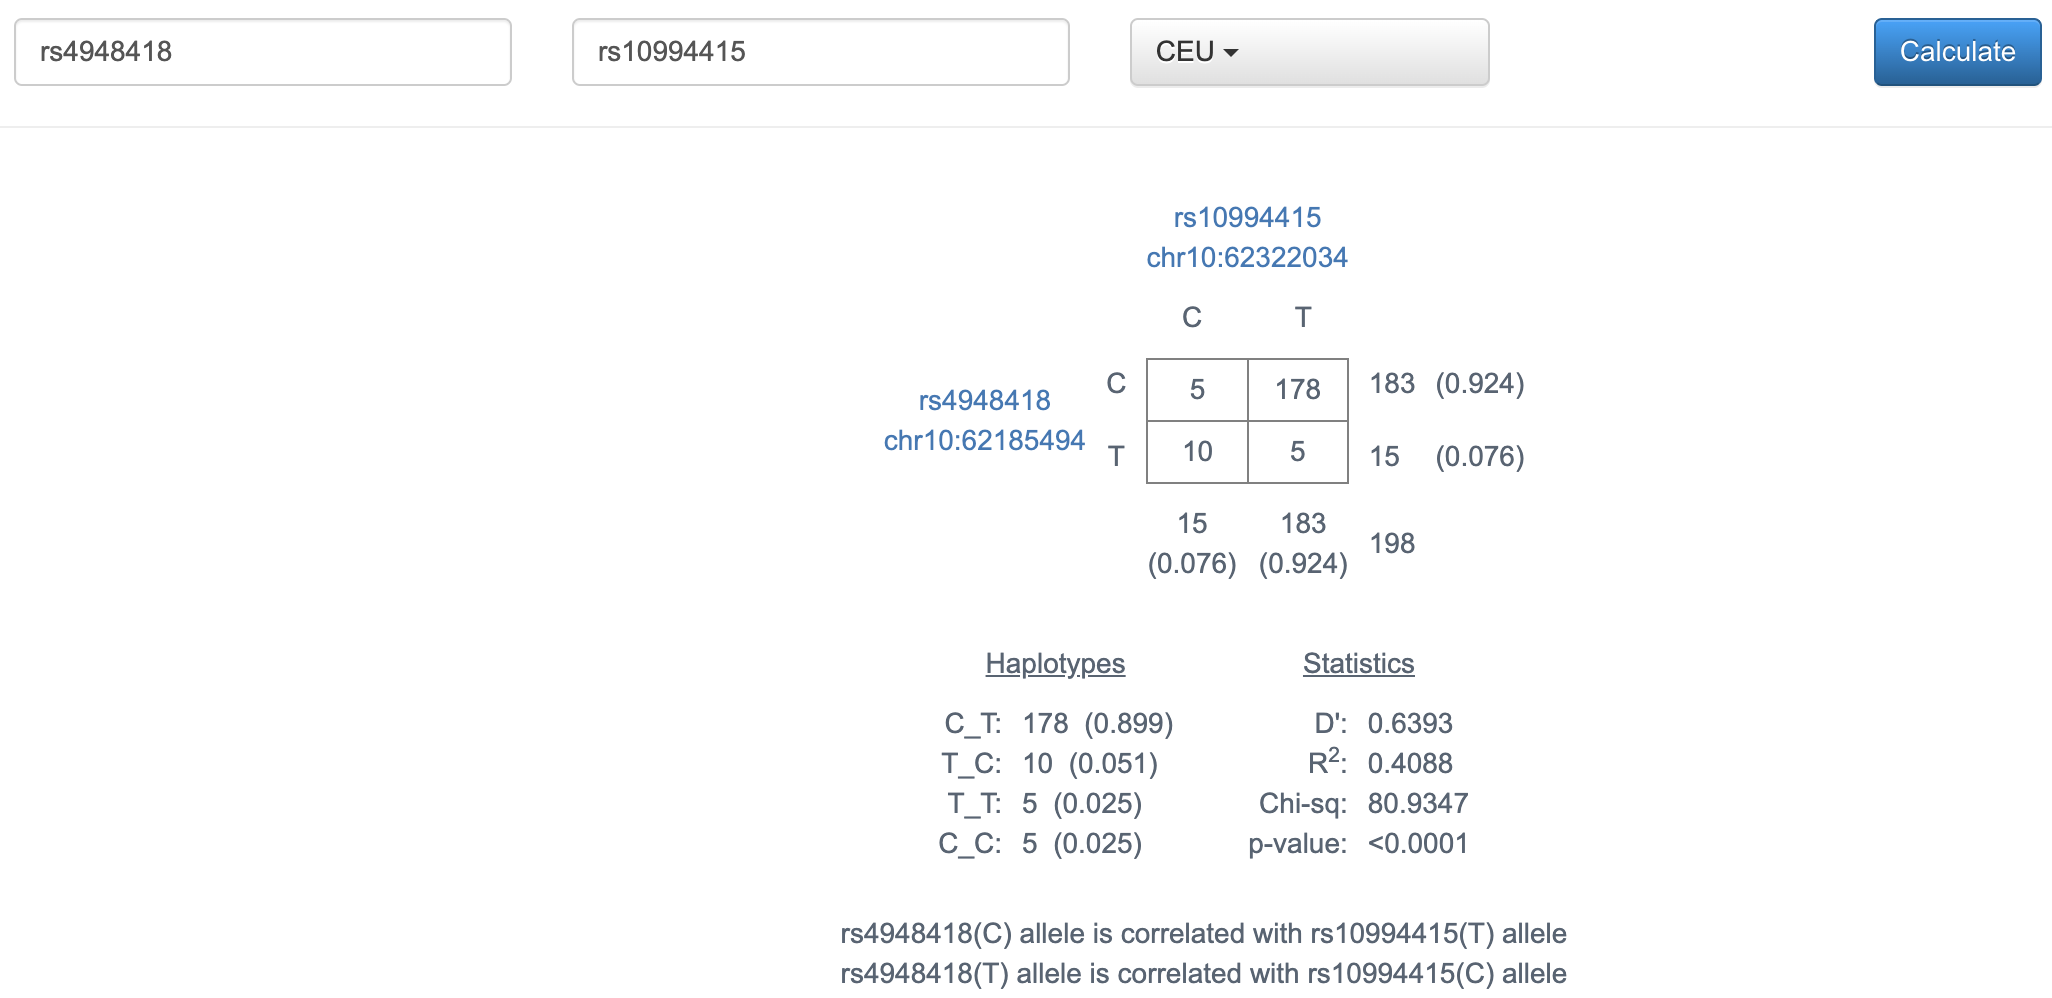 rs4948418 rs10994415 CEU Calculate
rs10994415
chr10:62322034
C T
C 5 178 183 (0.924)
rs4948418
chr10:62185494
T 10 5 15 (0.076)
15 183
(0.076) (0.924)
198
Haplotypes Statistics
C_T: 178 (0.899) D': 0.6393
T_C: 10 (0.051) R²: 0.4088
T_T: 5 (0.025) Chi-sq: 80.9347
C_C: 5 (0.025) p-value: <0.0001
rs4948418(C) allele is correlated with rs10994415(T) allele
rs4948418(T) allele is correlated with rs10994415(C) allele